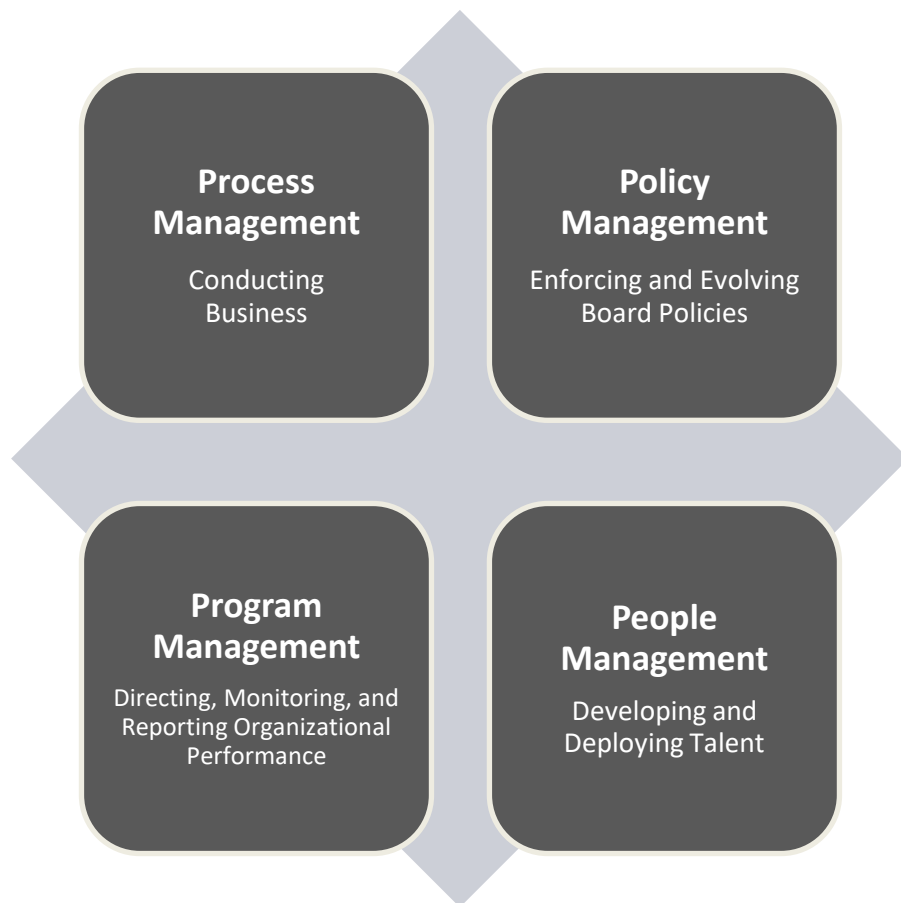 Process
Management
Conducting
Business
Policy
Management
Enforcing and Evolving
Board Policies
Program
Management
Directing, Monitoring, and
Reporting Organizational
Performance
People
Management
Developing and
Deploying Talent